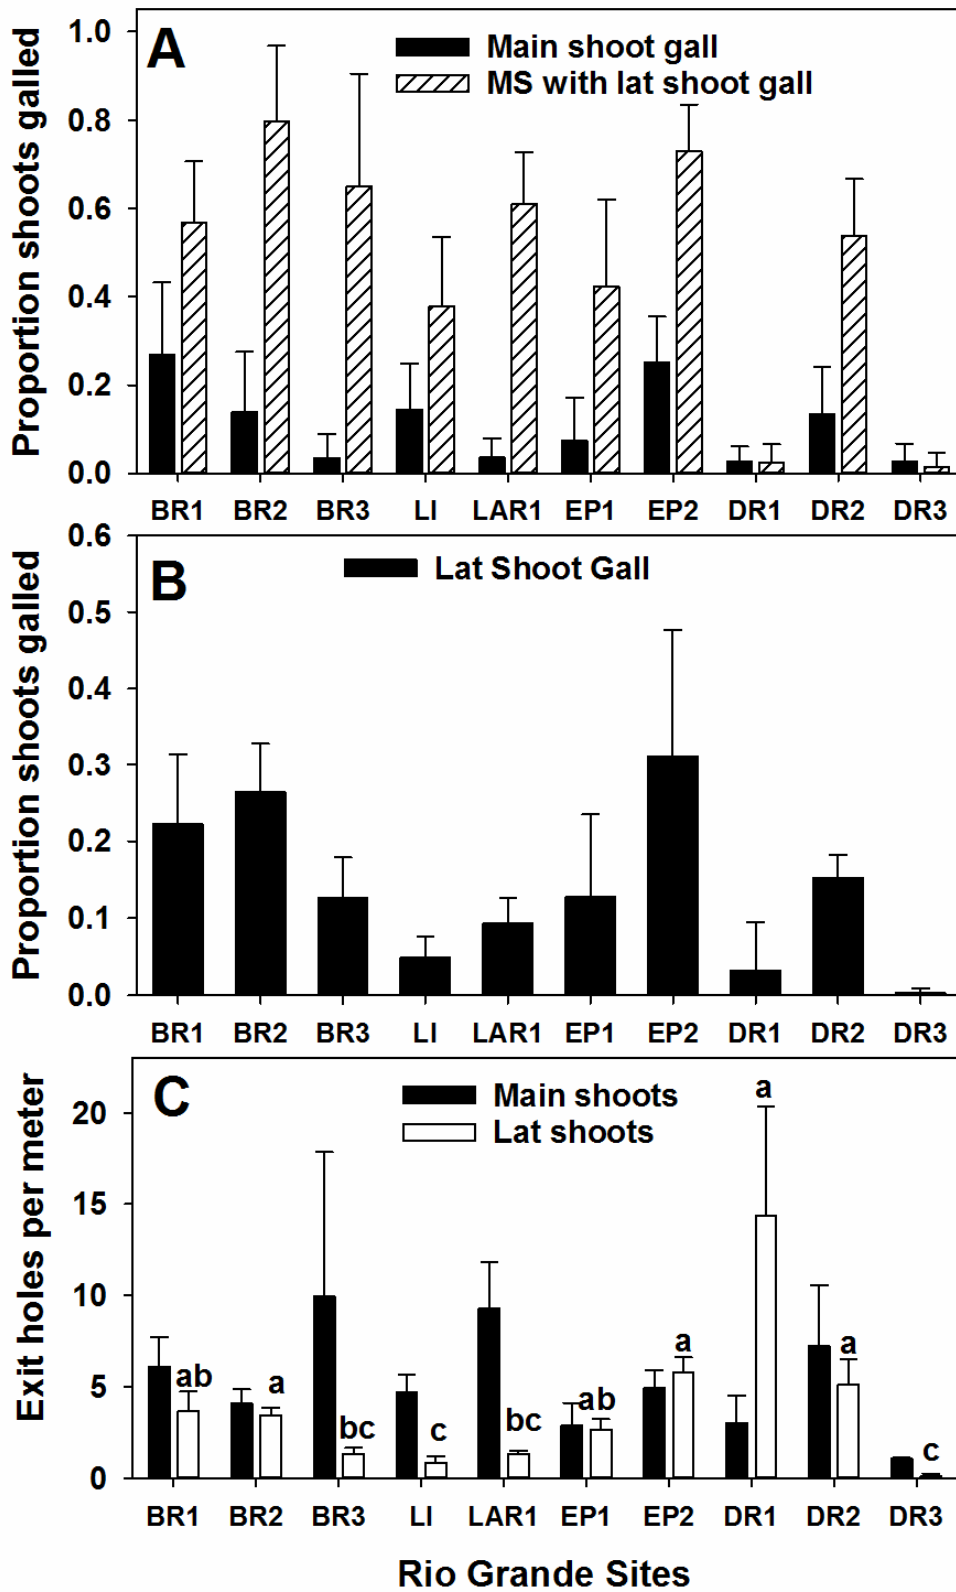 A
Main shoot gall
MS with lat shoot gall
Proportion shoots galled
1.0
0.8
0.6
0.4
0.2
0.0
BR1 BR2 BR3 LI LAR1 EP1 EP2 DR1 DR2 DR3
B
Lat Shoot Gall
Proportion shoots galled
0.6
0.5
0.4
0.3
0.2
0.1
0.0
BR1 BR2 BR3 LI LAR1 EP1 EP2 DR1 DR2 DR3
C
Main shoots
Lat shoots
Exit holes per meter
20
15
10
5
0
ab a bc c bc ab a a a c
BR1 BR2 BR3 LI LAR1 EP1 EP2 DR1 DR2 DR3
Rio Grande Sites